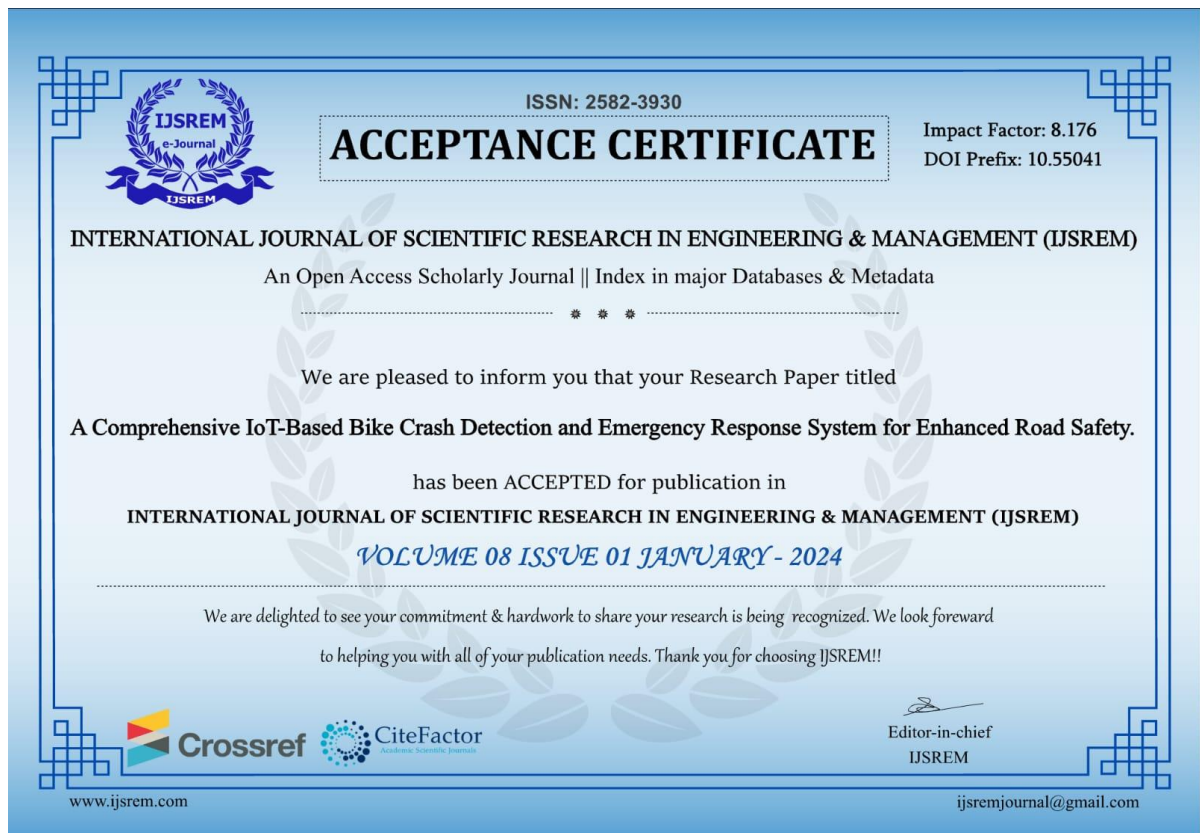 IJSREM
e-Journal
IJSREM
ISSN: 2582-3930
ACCEPTANCE CERTIFICATE
Impact Factor: 8.176
DOI Prefix: 10.55041
INTERNATIONAL JOURNAL OF SCIENTIFIC RESEARCH IN ENGINEERING & MANAGEMENT (IJSREM)
An Open Access Scholarly Journal || Index in major Databases & Metadata
We are pleased to inform you that your Research Paper titled
A Comprehensive IoT-Based Bike Crash Detection and Emergency Response System for Enhanced Road Safety.
has been ACCEPTED for publication in
INTERNATIONAL JOURNAL OF SCIENTIFIC RESEARCH IN ENGINEERING & MANAGEMENT (IJSREM)
VOLUME 08 ISSUE 01 JANUARY - 2024
We are delighted to see your commitment & hardwork to share your research is being recognized. We look foreward
to helping you with all of your publication needs. Thank you for choosing IJSREM!!
Crossref
CiteFactor
Academic Scientific Journals
Editor-in-chief
IJSREM
www.ijsrem.com
ijsremjournal@gmail.com